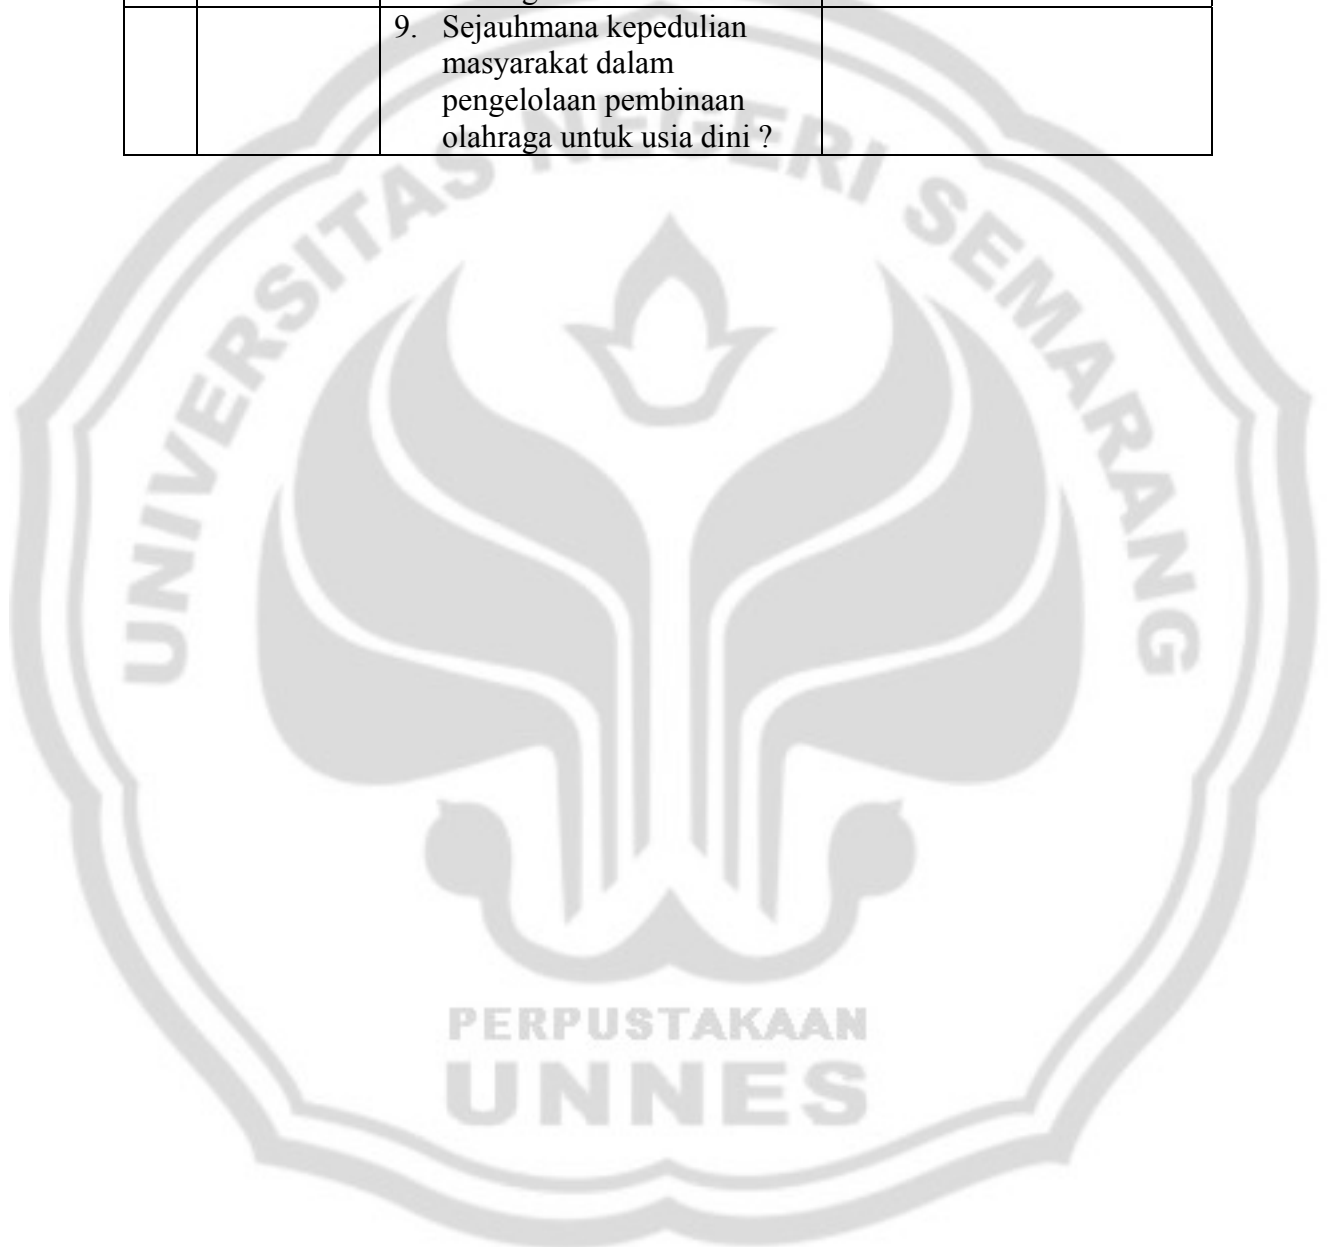 9. Sejauhmana kepedulian
masyarakat dalam
pengelolaan pembinaan
olahraga untuk usia dini ?
UNIVERSITAS NEGERI SEMARANG
PERPUSTAKAAN
UNNES